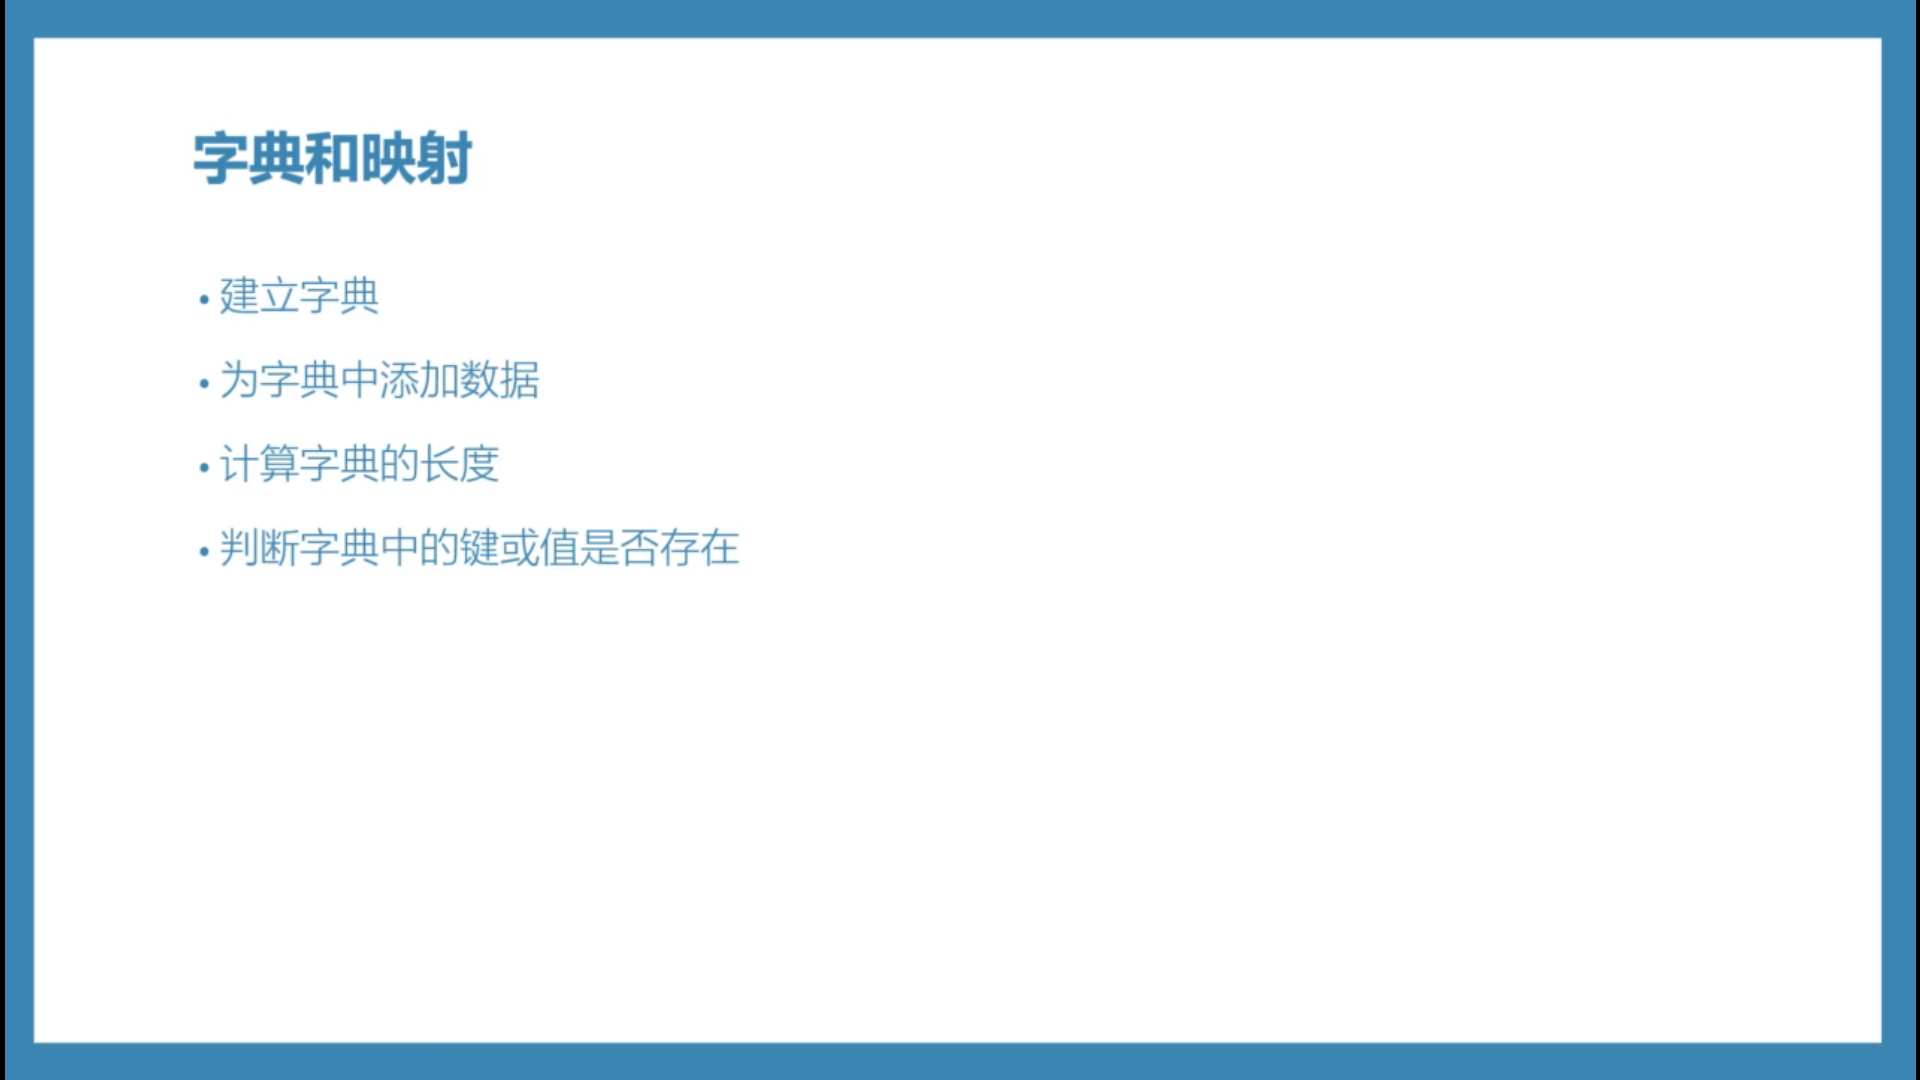 字典和映射
• 建立字典
• 为字典中添加数据
• 计算字典的长度
• 判断字典中的键或值是否存在